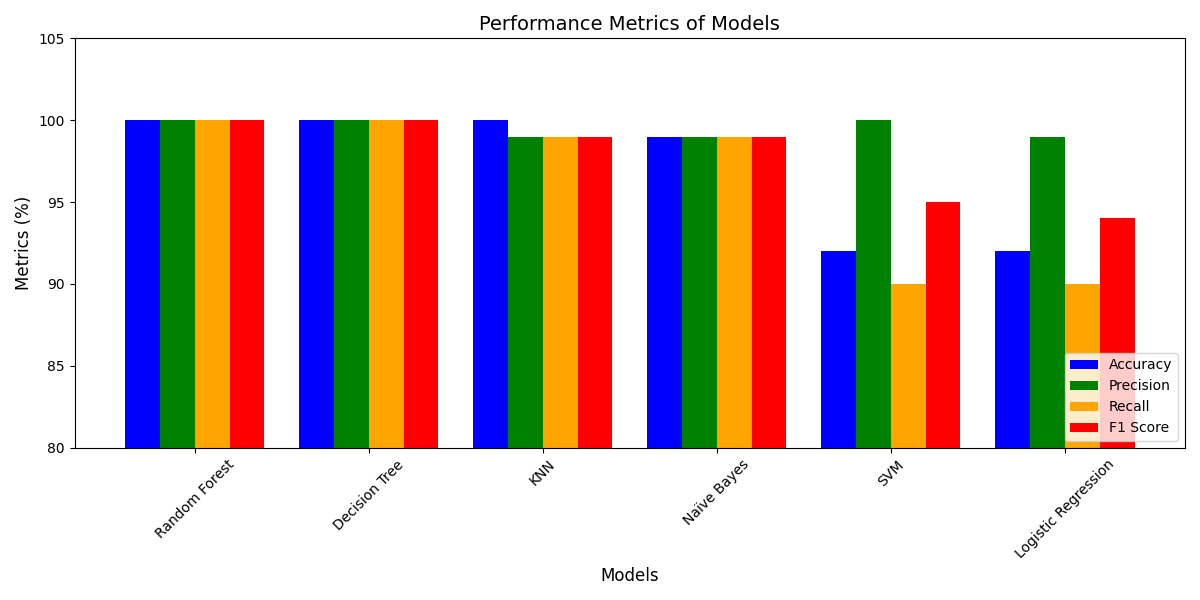 Performance Metrics of Models
Metrics (%)
105
100
95
90
85
80
Random Forest
Decision Tree
KNN
Naïve Bayes
SVM
Logistic Regression
Models
Accuracy
Precision
Recall
F1 Score